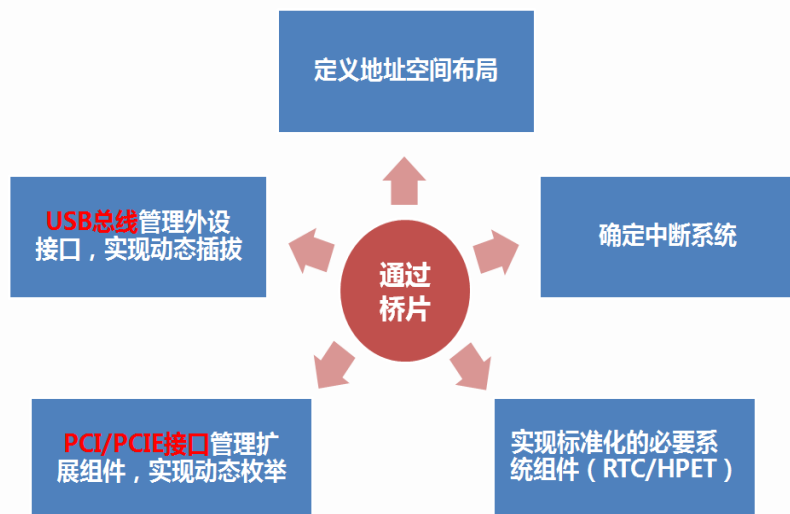 定义地址空间布局
USB总线管理外设
接口，实现动态插拔
确定中断系统
通过
桥片
PCI/PCIE接口管理扩
展组件，实现动态枚举
实现标准化的必要系
统组件（RTC/HPET）